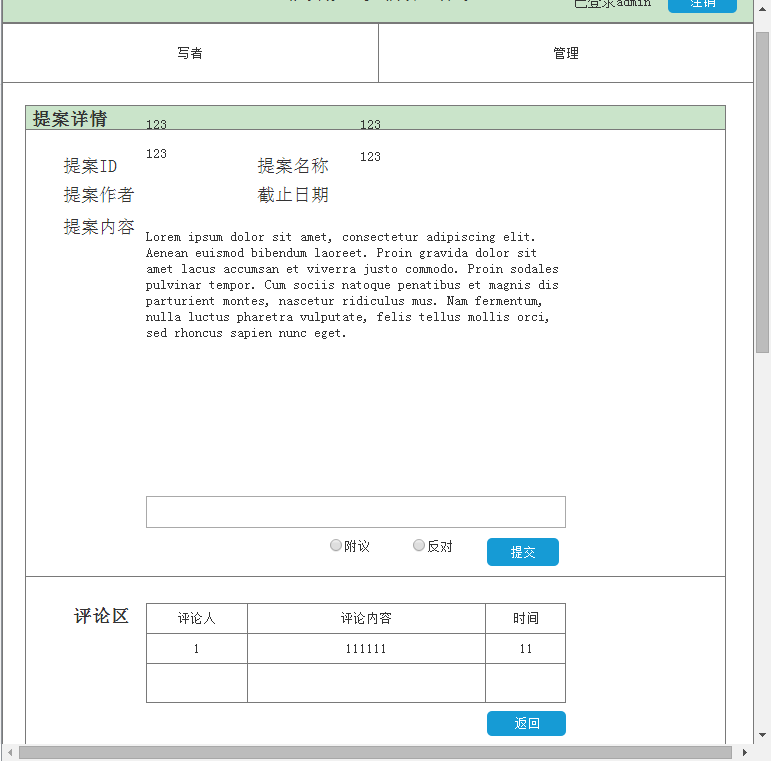 已登录admin 注销
写者 管理
提案详情 123 123
提案ID 123 提案名称 123
提案作者 截止日期
提案内容
Lorem ipsum dolor sit amet, consectetur adipiscing elit.
Aenean euismod bibendum laoreet. Proin gravida dolor sit
amet lacus accumsan et viverra justo commodo. Proin sodales
pulvinar tempor. Cum sociis natoque penatibus et magnis dis
parturient montes, nascetur ridiculus mus. Nam fermentum,
nulla luctus pharetra vulputate, felis tellus mollis orci,
sed rhoncus sapien nunc eget.
附议 反对 提交
评论区 评论人 评论内容 时间
1 111111 11
返回